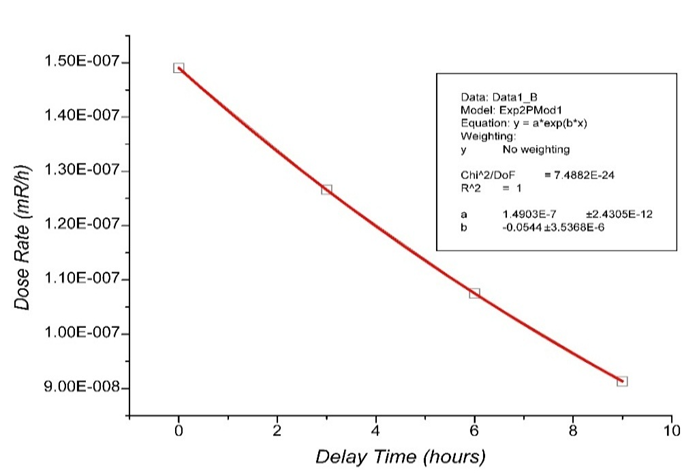 1.50E-007
1.40E-007
1.30E-007
1.20E-007
1.10E-007
1.00E-007
9.00E-008
Dose Rate (mR/h)
Data: Data1_B
Model: Exp2PMod1
Equation: y = a*exp(b*x)
Weighting:
y No weighting
Chi^2/DoF = 7.4882E-24
R^2 = 1
a 1.4903E-7 ±2.4305E-12
b -0.0544 ±3.5368E-6
0 2 4 6 8 10
Delay Time (hours)